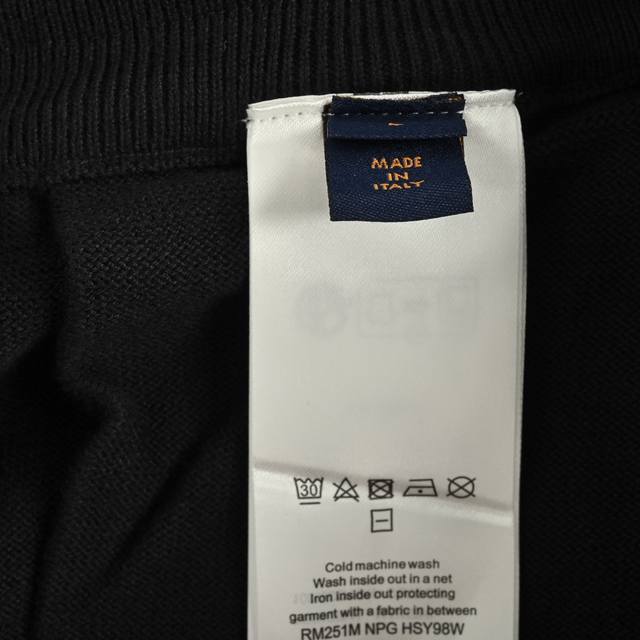 MADE
IN
ITALY
30
Cold machine wash
Wash inside out in a net
Iron inside out protecting
garment with a fabric in between
RM251M NPG HSY98W